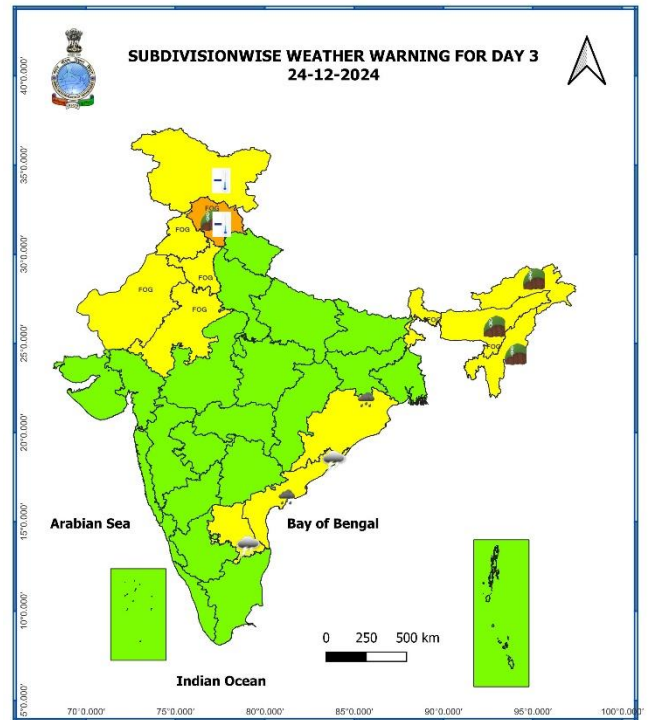 SUBDIVISIONWISE WEATHER WARNING FOR DAY 3
24-12-2024
40°0.000'
35°0.000'
30°0.000'
25°0.000'
20°0.000'
15°0.000'
10°0.000'
5°0.000'
FOG
FOG
FOG
FOG
FOG
FOG
FOG
Arabian Sea
Bay of Bengal
0 250 500 km
Indian Ocean
70°0.000' 75°0.000' 80°0.000' 85°0.000' 90°0.000' 95°0.000' 100°0.000'